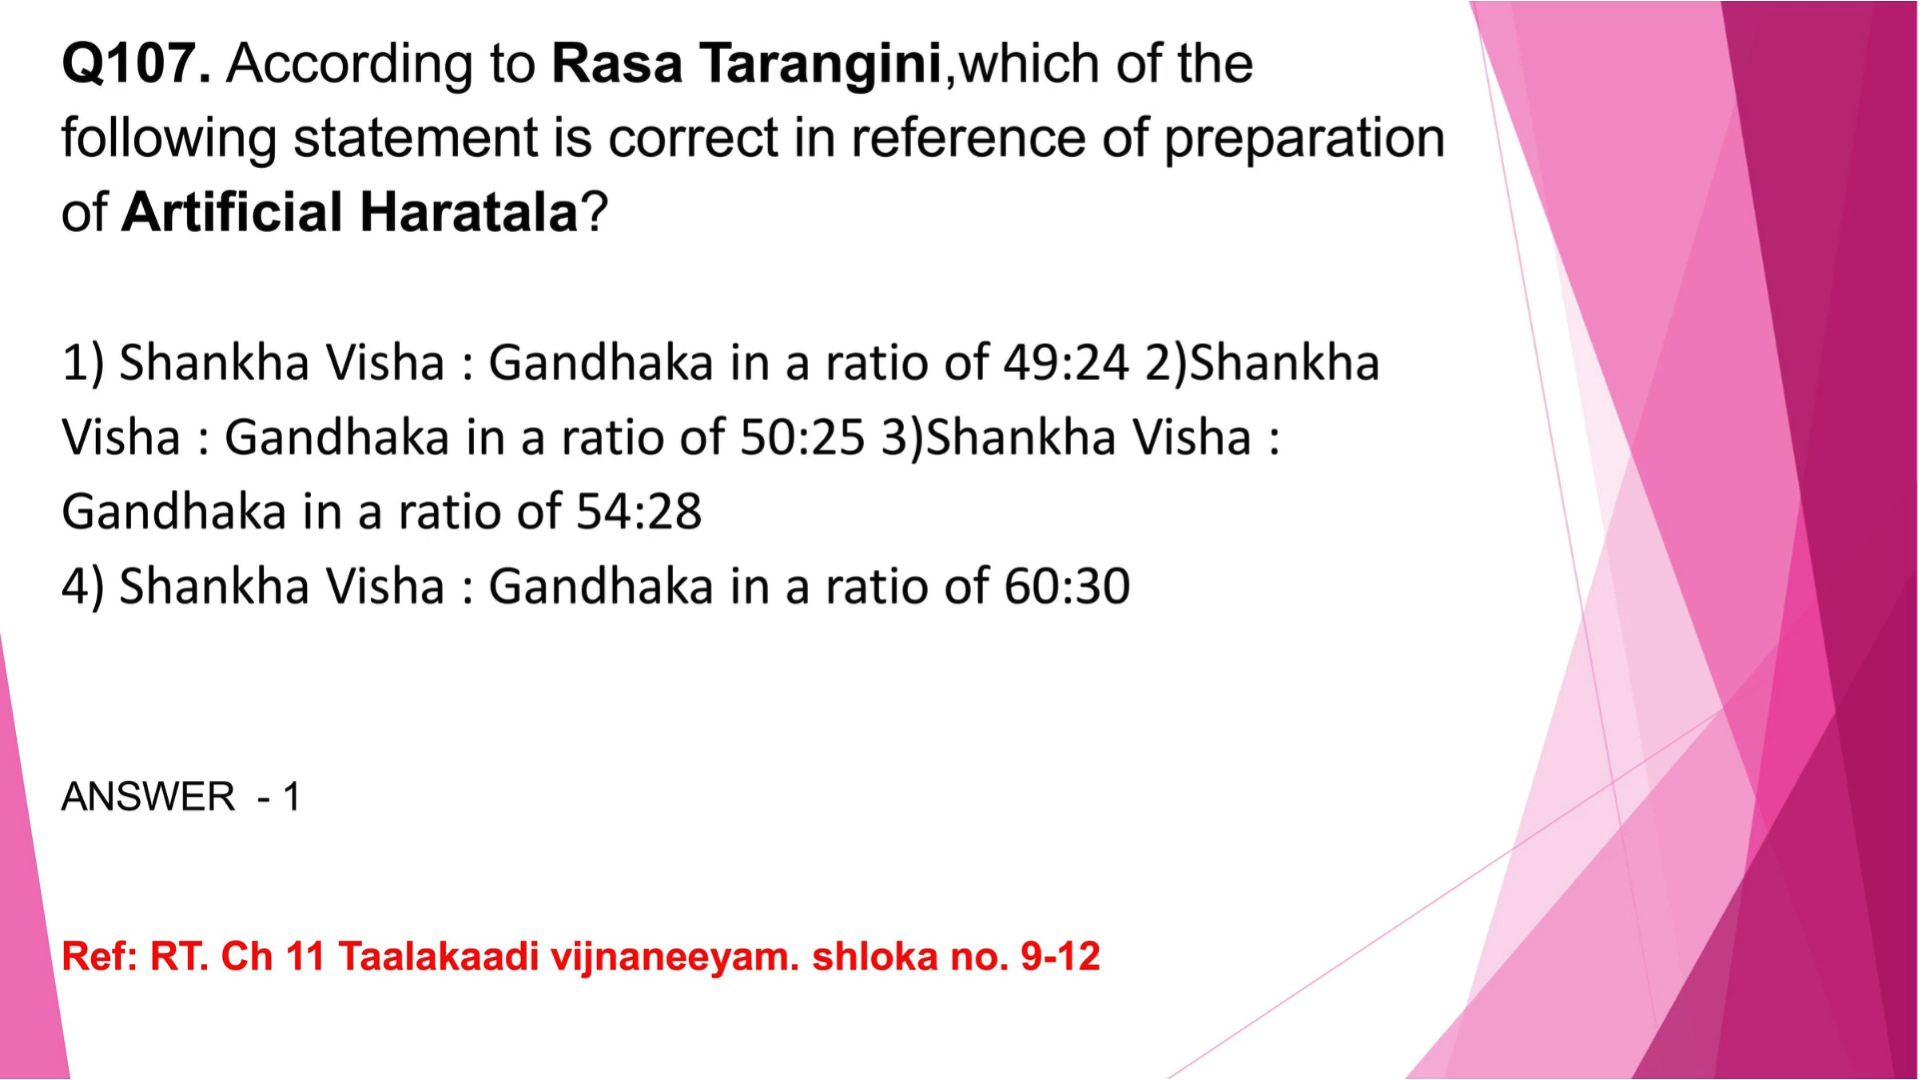 Q107. According to Rasa Tarangini,which of the
following statement is correct in reference of preparation
of Artificial Haratala?
1) Shankha Visha : Gandhaka in a ratio of 49:24 2)Shankha
Visha : Gandhaka in a ratio of 50:25 3)Shankha Visha :
Gandhaka in a ratio of 54:28
4) Shankha Visha : Gandhaka in a ratio of 60:30
ANSWER - 1
Ref: RT. Ch 11 Taalakaadi vijnaneeyam. shloka no. 9-12